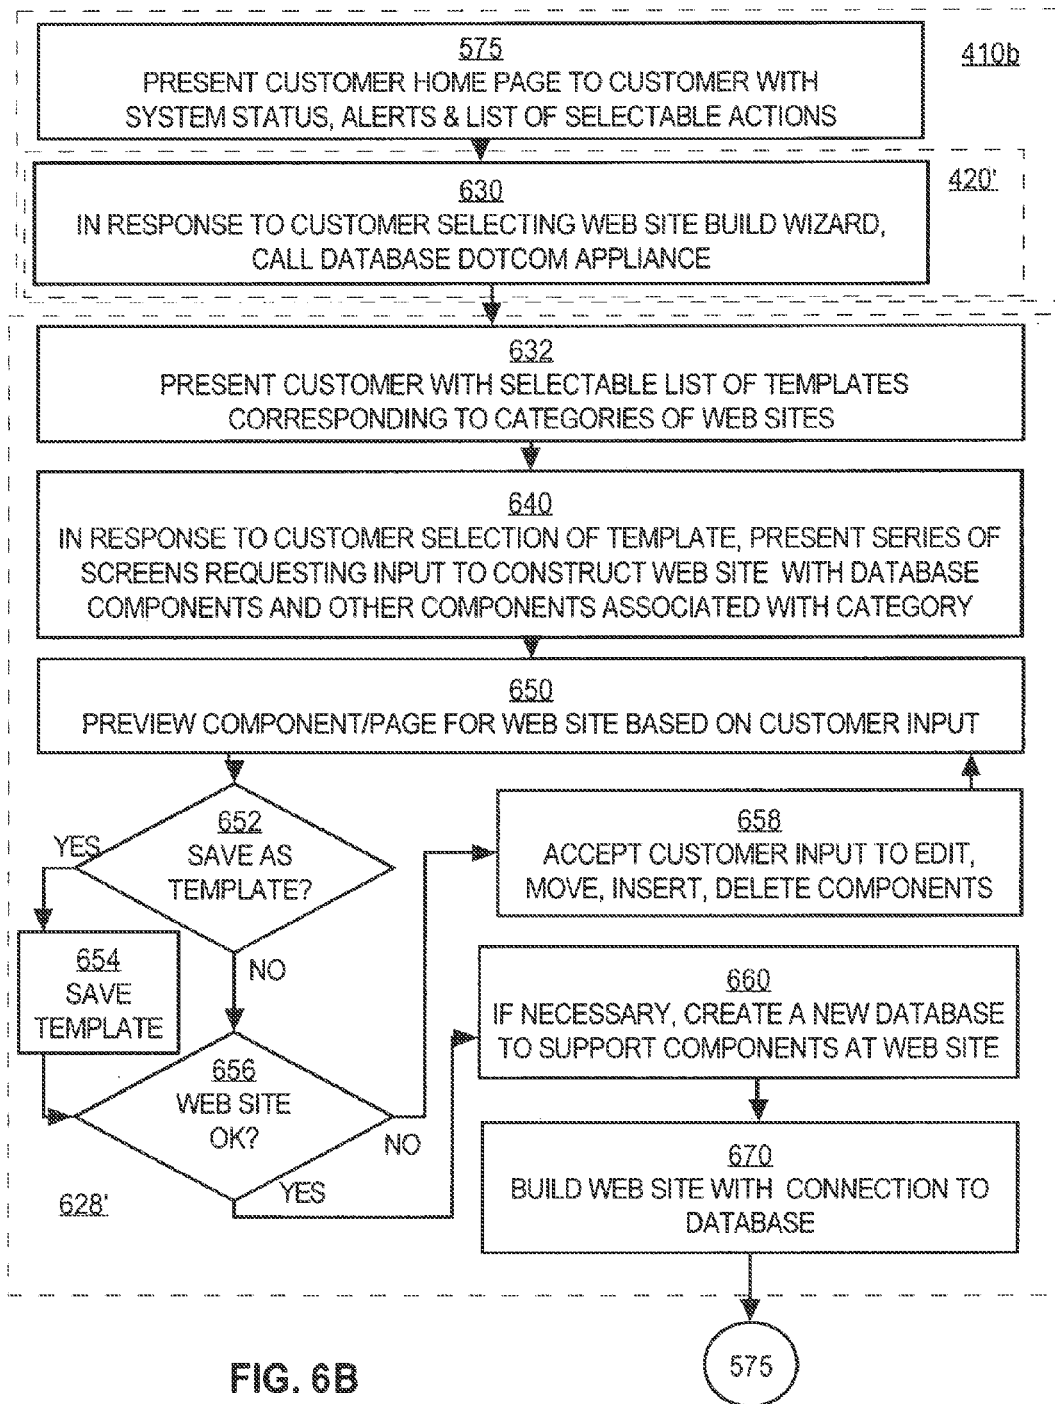 575
410b
PRESENT CUSTOMER HOME PAGE TO CUSTOMER WITH
SYSTEM STATUS, ALERTS & LIST OF SELECTABLE ACTIONS
630
420'
IN RESPONSE TO CUSTOMER SELECTING WEB SITE BUILD WIZARD,
CALL DATABASE DOTCOM APPLIANCE
632
PRESENT CUSTOMER WITH SELECTABLE LIST OF TEMPLATES
CORRESPONDING TO CATEGORIES OF WEB SITES
640
IN RESPONSE TO CUSTOMER SELECTION OF TEMPLATE, PRESENT SERIES OF
SCREENS REQUESTING INPUT TO CONSTRUCT WEB SITE WITH DATABASE
COMPONENTS AND OTHER COMPONENTS ASSOCIATED WITH CATEGORY
650
PREVIEW COMPONENT/PAGE FOR WEB SITE BASED ON CUSTOMER INPUT
652
SAVE AS
TEMPLATE?
YES
NO
658
ACCEPT CUSTOMER INPUT TO EDIT,
MOVE, INSERT, DELETE COMPONENTS
654
SAVE
TEMPLATE
656
WEB SITE
OK?
NO
YES
660
IF NECESSARY, CREATE A NEW DATABASE
TO SUPPORT COMPONENTS AT WEB SITE
670
BUILD WEB SITE WITH CONNECTION TO
DATABASE
628'
575
FIG. 6B